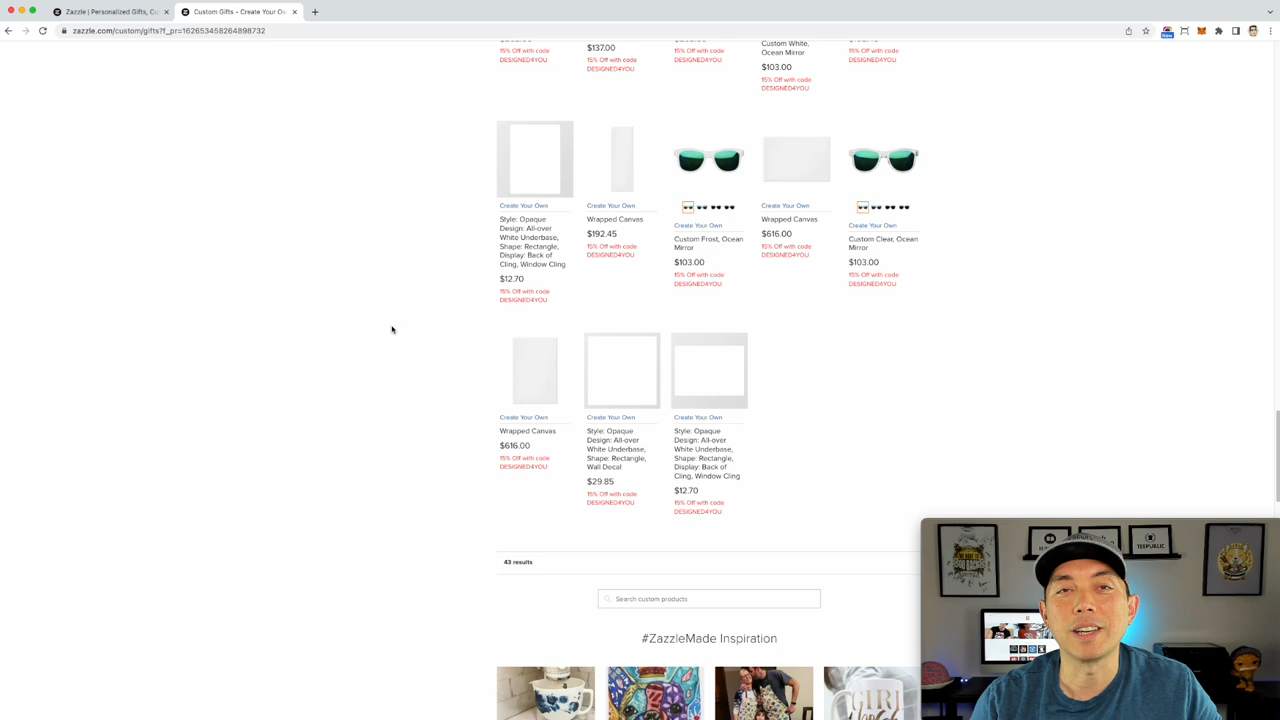 Zazzle | Personalized Gifts, Cu
Custom Gifts – Create Your Ow
zazzle.com/custom/gifts?f_pr=162653458264898732
New
15% Off with code
DESIGNED4YOU
$137.00
15% Off with code
DESIGNED4YOU
15% Off with code
DESIGNED4YOU
Custom White,
Ocean Mirror
$103.00
15% Off with code
DESIGNED4YOU
15% Off with code
DESIGNED4YOU
Create Your Own
Style: Opaque
Design: All-over
White Underbase,
Shape: Rectangle,
Display: Back of
Cling, Window Cling
$12.70
15% Off with code
DESIGNED4YOU
Create Your Own
Wrapped Canvas
$192.45
15% Off with code
DESIGNED4YOU
Create Your Own
Custom Frost, Ocean
Mirror
$103.00
15% Off with code
DESIGNED4YOU
Create Your Own
Wrapped Canvas
$616.00
15% Off with code
DESIGNED4YOU
Create Your Own
Custom Clear, Ocean
Mirror
$103.00
15% Off with code
DESIGNED4YOU
Create Your Own
Wrapped Canvas
$616.00
15% Off with code
DESIGNED4YOU
Create Your Own
Style: Opaque
Design: All-over
White Underbase,
Shape: Rectangle,
Wall Decal
$29.85
15% Off with code
DESIGNED4YOU
Create Your Own
Style: Opaque
Design: All-over
White Underbase,
Shape: Rectangle,
Display: Back of
Cling, Window Cling
$12.70
15% Off with code
DESIGNED4YOU
43 results
Search custom products
#ZazzleMade Inspiration
GIRL
TEEPUBLIC